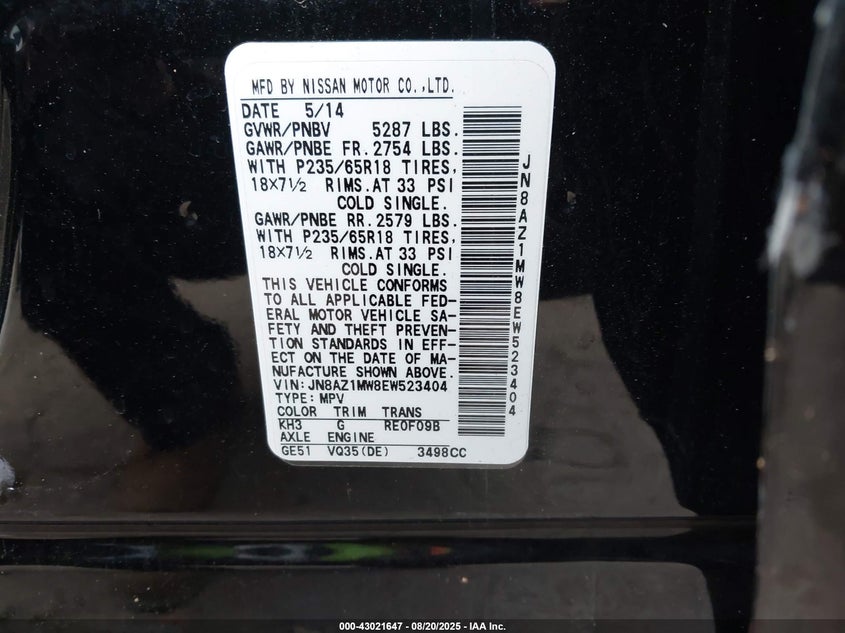 MFD BY NISSAN MOTOR CO.,LTD.
DATE 5/14
GVWR/PNBV 5287 LBS.
GAWR/PNBE FR. 2754 LBS.
WITH P235/65R18 TIRES,
18×7½ RIMS. AT 33 PSI
COLD SINGLE.
GAWR/PNBE RR. 2579 LBS.
WITH P235/65R18 TIRES,
18×7½ RIMS. AT 33 PSI
COLD SINGLE.
THIS VEHICLE CONFORMS
TO ALL APPLICABLE FED-
ERAL MOTOR VEHICLE SA-
FETY AND THEFT PREVEN-
TION STANDARDS IN EFF-
ECT ON THE DATE OF MA-
NUFACTURE SHOWN ABOVE.
VIN: JN8AZ1MW8EW523404
TYPE: MPV
COLOR TRIM TRANS
KH3 G RE0F09B
AXLE ENGINE
GE51 VQ35(DE) 3498CC
JN8AZ1MW8EW523404
000-43021647 - 08/20/2025 - IAA Inc.